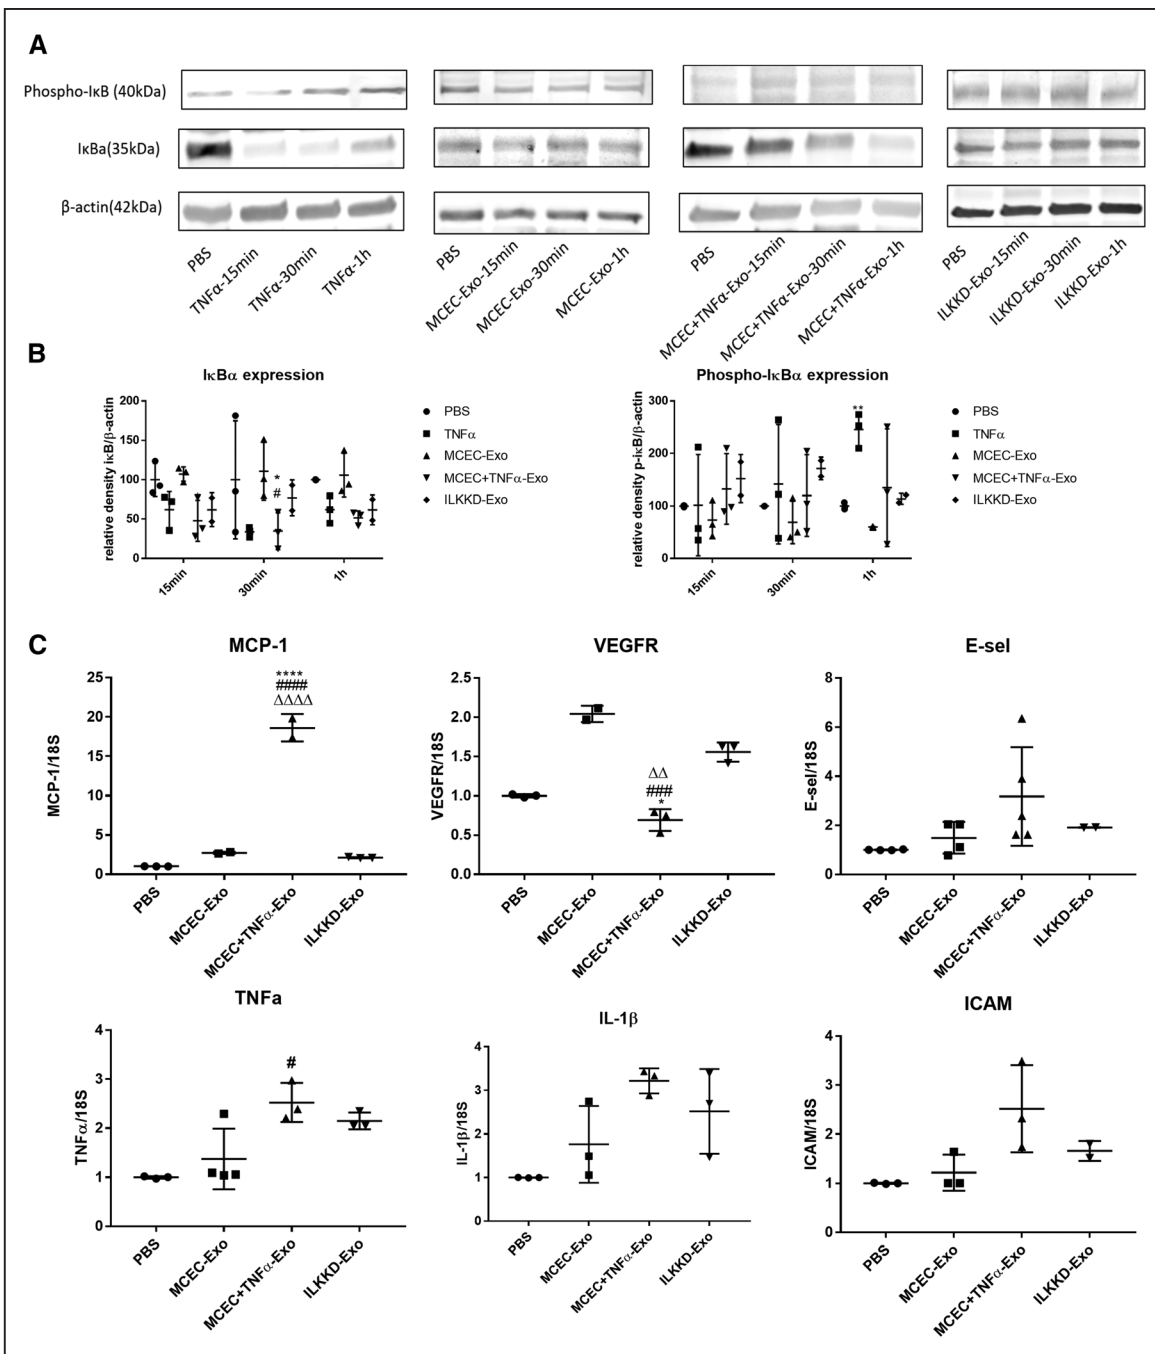 A
Phospho-IκB (40kDa)
IκBa(35kDa)
β-actin(42kDa)
PBS
TNFα-15min
TNFα-30min
TNFα-1h
PBS
MCEC-Exo-15min
MCEC-Exo-30min
MCEC-Exo-1h
PBS
MCEC+TNFα-Exo-15min
MCEC+TNFα-Exo-30min
MCEC+TNFα-Exo-1h
PBS
ILKKD-Exo-15min
ILKKD-Exo-30min
ILKKD-Exo-1h
B
IκBα expression
relative density iκB/β-actin
200
150
100
50
0
*
#
15min
30min
1h
PBS
TNFα
MCEC-Exo
MCEC+TNFα-Exo
ILKKD-Exo
Phospho-IκBα expression
relative density p-iκB/β-actin
300
200
100
0
**
15min
30min
1h
PBS
TNFα
MCEC-Exo
MCEC+TNFα-Exo
ILKKD-Exo
C
MCP-1
MCP-1/18S
25
20
15
10
5
0
****
####
ΔΔΔΔ
PBS
MCEC-Exo
MCEC+TNFα-Exo
ILKKD-Exo
VEGFR
VEGFR/18S
2.5
2.0
1.5
1.0
0.5
0.0
ΔΔ
###
*
PBS
MCEC-Exo
MCEC+TNFα-Exo
ILKKD-Exo
E-sel
E-sel/18S
8
6
4
2
0
PBS
MCEC-Exo
MCEC+TNFα-Exo
ILKKD-Exo
TNFa
TNFα/18S
4
3
2
1
0
#
PBS
MCEC-Exo
MCEC+TNFα-Exo
ILKKD-Exo
IL-1β
IL-1β/18S
4
3
2
1
0
PBS
MCEC-Exo
MCEC+TNFα-Exo
ILKKD-Exo
ICAM
ICAM/18S
4
3
2
1
0
PBS
MCEC-Exo
MCEC+TNFα-Exo
ILKKD-Exo